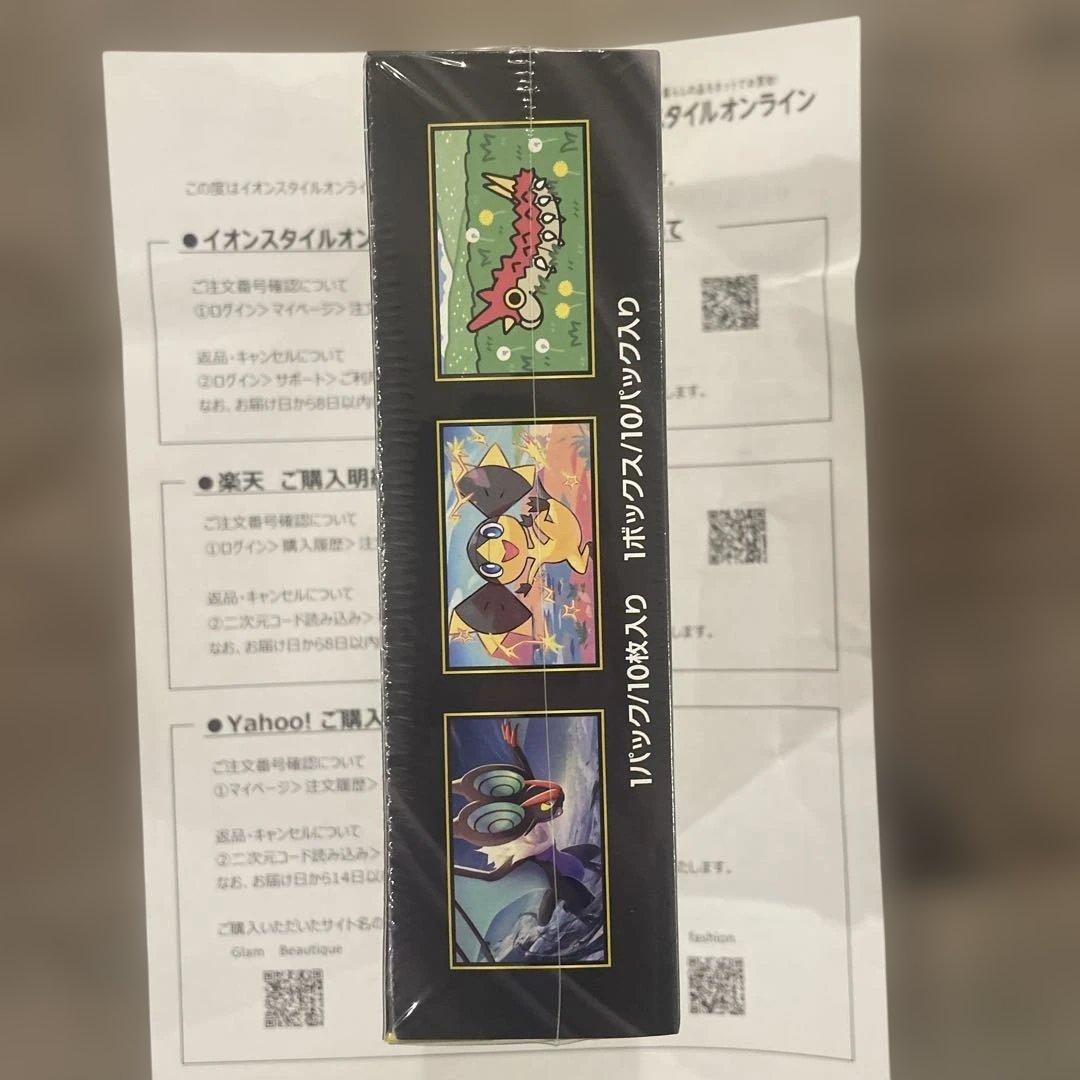 タイルオンライン
この度はイオンスタイルオンライ
●イオンスタイルオン
て
ご注文番号確認について
①ログイン＞マイページ＞注
返品・キャンセルについて
②ログイン＞サポート＞ご利
なお、お届け日から8日以内
します。
●楽天 ご購入明細
ご注文番号確認について
①ログイン＞購入履歴＞注
返品・キャンセルについて
②二次元コード読み込み＞
なお、お届け日から8日以内
します。
●Yahoo! ご購入
ご注文番号確認について
①マイページ＞注文履歴＞
返品・キャンセルについて
②二次元コード読み込み＞
なお、お届け日から14日以
たします。
ご購入いただいたサイト名の
Glam Beautique
fashion
1パック/10枚入り 1ボックス/10パック入り